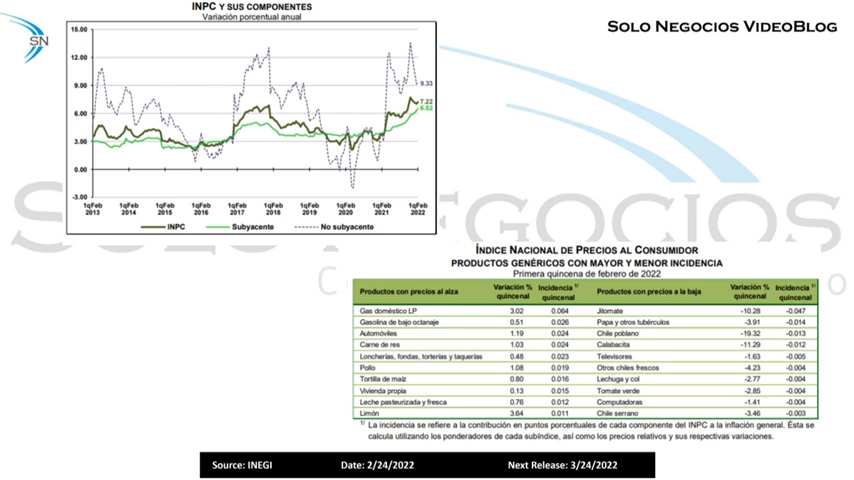 INPC Y SUS COMPONENTES
Variación porcentual anual
SN
SOLO NEGOCIOS VIDEOBLOG
15.00
12.00
9.00
6.00
3.00
0.00
-3.00
9.33
7.22
6.52
1qFeb 2013
1qFeb 2014
1qFeb 2015
1qFeb 2016
1qFeb 2017
1qFeb 2018
1qFeb 2019
1qFeb 2020
1qFeb 2021
1qFeb 2022
INPC Subyacente No subyacente
ÍNDICE NACIONAL DE PRECIOS AL CONSUMIDOR
PRODUCTOS GENÉRICOS CON MAYOR Y MENOR INCIDENCIA
Primera quincena de febrero de 2022
Productos con precios al alza Variación % quincenal Incidencia 1/ quincenal Productos con precios a la baja Variación % quincenal Incidencia 1/ quincenal
Gas doméstico LP 3.02 0.064 Jitomate -10.28 -0.047
Gasolina de bajo octanaje 0.51 0.026 Papa y otros tubérculos -3.91 -0.014
Automóviles 1.19 0.024 Chile poblano -19.32 -0.013
Carne de res 1.03 0.024 Calabacita -11.29 -0.012
Loncherías, fondas, torterías y taquerías 0.48 0.023 Televisores -1.63 -0.005
Pollo 1.08 0.019 Otros chiles frescos -4.23 -0.004
Tortilla de maíz 0.80 0.016 Lechuga y col -2.77 -0.004
Vivienda propia 0.13 0.015 Tomate verde -2.85 -0.004
Leche pasteurizada y fresca 0.76 0.012 Computadoras -1.41 -0.004
Limón 3.64 0.011 Chile serrano -3.46 -0.003
1/ La incidencia se refiere a la contribución en puntos porcentuales de cada componente del INPC a la inflación general. Ésta se
calcula utilizando los ponderadores de cada subíndice, así como los precios relativos y sus respectivas variaciones.
Source: INEGI Date: 2/24/2022 Next Release: 3/24/2022